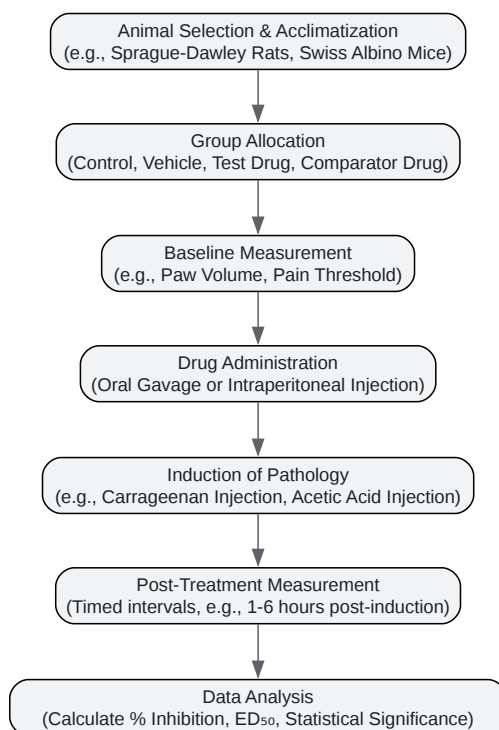 Animal Selection & Acclimatization
(e.g., Sprague-Dawley Rats, Swiss Albino Mice)
Group Allocation
(Control, Vehicle, Test Drug, Comparator Drug)
Baseline Measurement
(e.g., Paw Volume, Pain Threshold)
Drug Administration
(Oral Gavage or Intraperitoneal Injection)
Induction of Pathology
(e.g., Carrageenan Injection, Acetic Acid Injection)
Post-Treatment Measurement
(Timed intervals, e.g., 1-6 hours post-induction)
Data Analysis
(Calculate % Inhibition, ED₅₀, Statistical Significance)